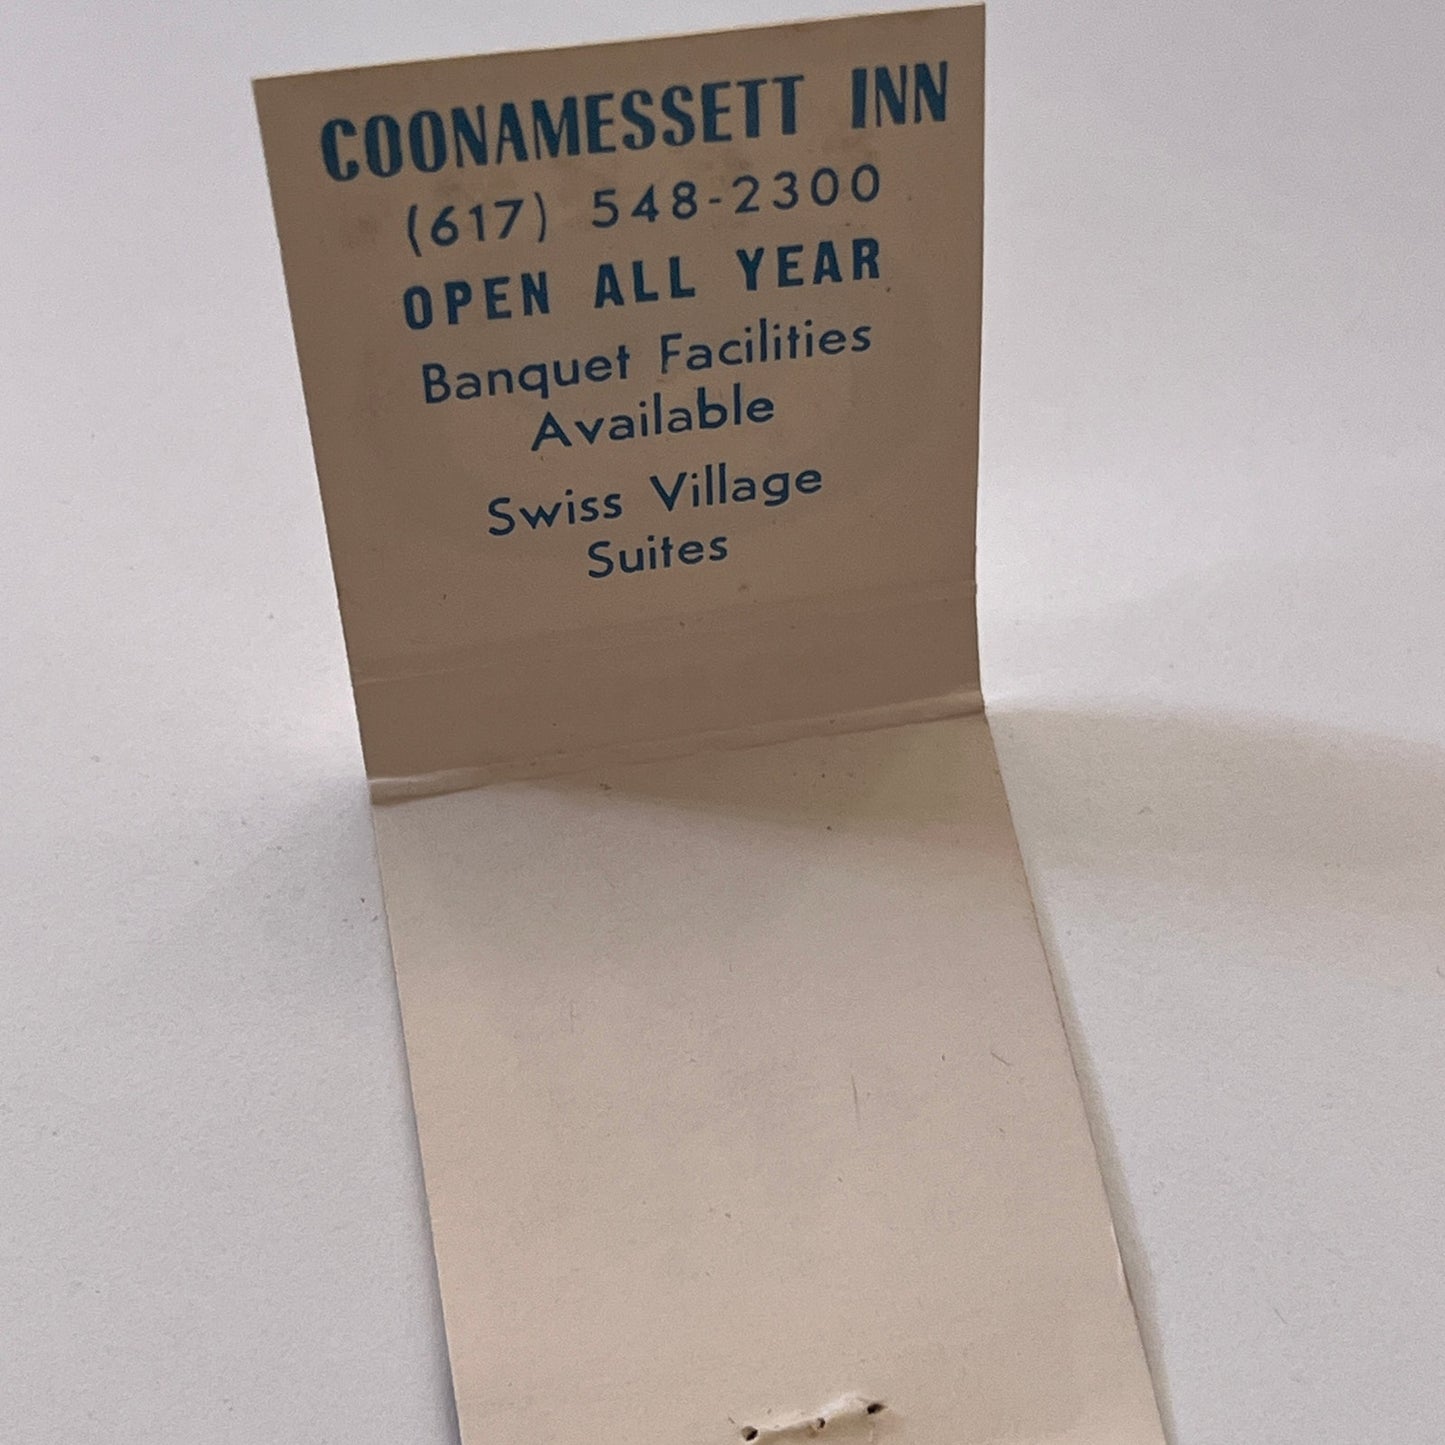 COONAMESSETT INN
(617) 548-2300
OPEN ALL YEAR
Banquet Facilities
Available
Swiss Village
Suites